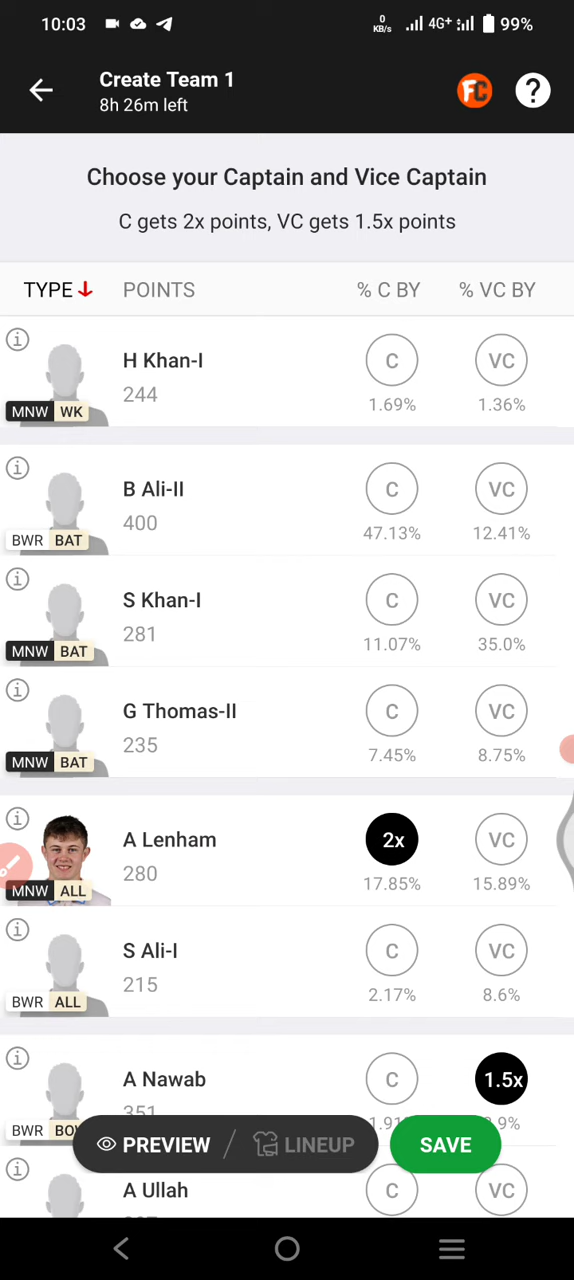 10:03
0 KB/s 4G+ 99%
Create Team 1
8h 26m left
FC ?
Choose your Captain and Vice Captain
C gets 2x points, VC gets 1.5x points
TYPE POINTS % C BY % VC BY
H Khan-I
244
C VC
1.69% 1.36%
MNW WK
B Ali-II
400
C VC
47.13% 12.41%
BWR BAT
S Khan-I
281
C VC
11.07% 35.0%
MNW BAT
G Thomas-II
235
C VC
7.45% 8.75%
MNW BAT
A Lenham
280
2x VC
17.85% 15.89%
MNW ALL
S Ali-I
215
C VC
2.17% 8.6%
BWR ALL
A Nawab
351
C 1.5x
BWR
PREVIEW / LINEUP SAVE
A Ullah
C VC